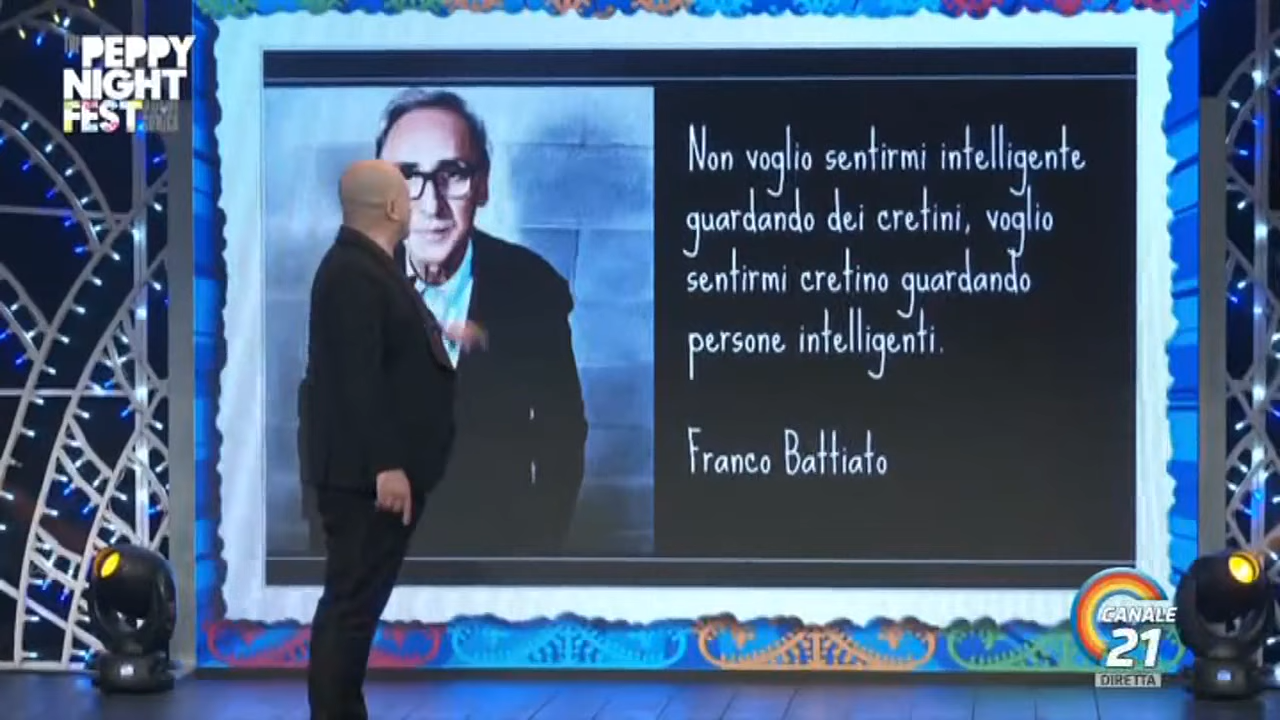 PEPPY
NIGHT
FEST
Non voglio sentirmi intelligente
guardando dei cretini, voglio
sentirmi cretino guardando
persone intelligenti.
Franco Battiato
CANALE
21
DIRETTA